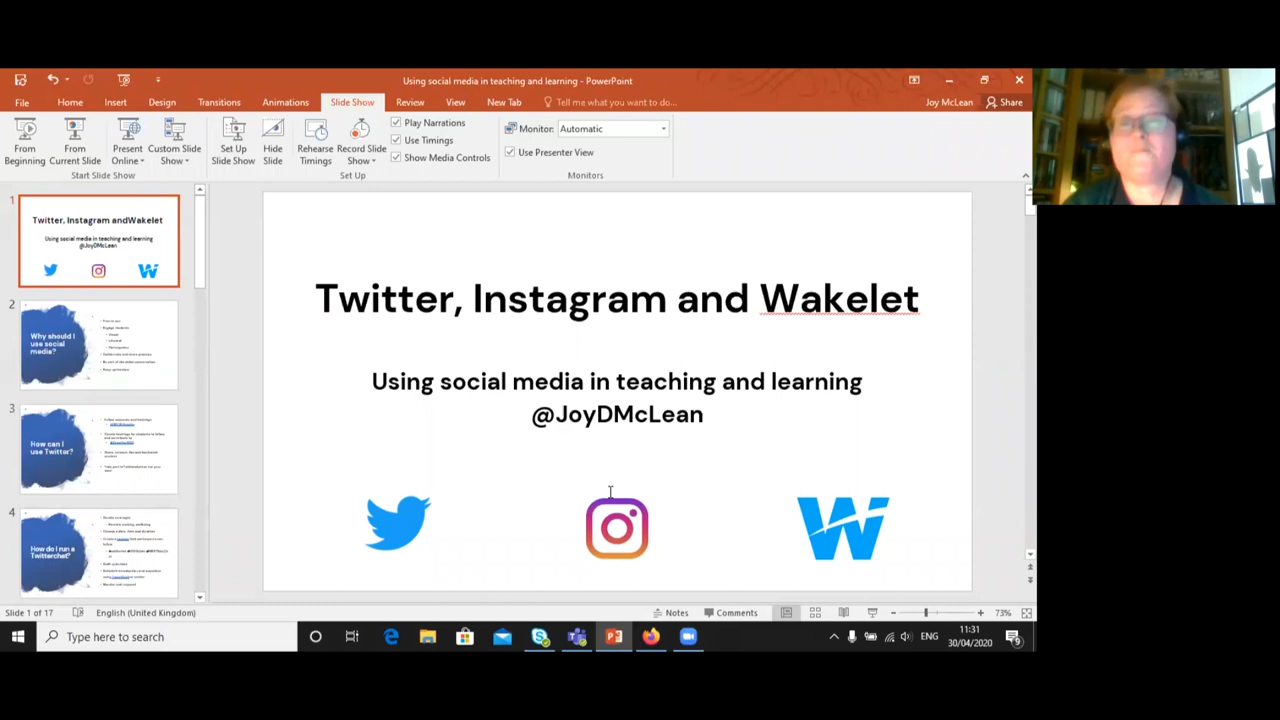 Using social media in teaching and learning - PowerPoint
File Home Insert Design Transitions Animations Slide Show Review View New Tab Tell me what you want to do... Joy McLean Share
From Beginning
From Current Slide
Present Online
Custom Slide Show
Set Up Slide Show
Hide Slide
Rehearse Timings
Record Slide Show
Play Narrations
Use Timings
Show Media Controls
Monitor: Automatic
Use Presenter View
Start Slide Show
Set Up
Monitors
1
Twitter, Instagram andWakelet
Using social media in teaching and learning
@JoyDMcLean
2
Why should I
use social
media?
3
How can I
use Twitter?
4
How do I run a
Twitterchat?
Twitter, Instagram and Wakelet
Using social media in teaching and learning
@JoyDMcLean
Slide 1 of 17 English (United Kingdom) Notes Comments 73%
Type here to search
ENG
11:31
30/04/2020
9